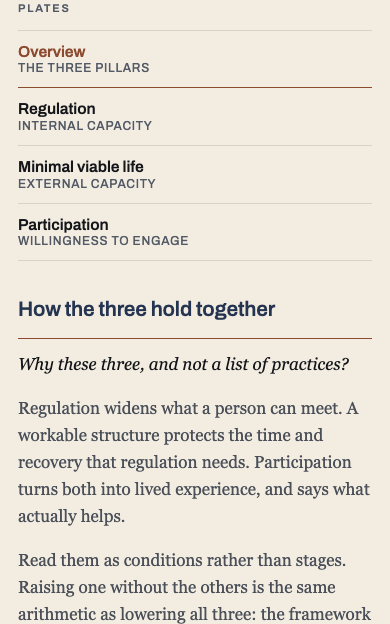 PLATES
Overview
THE THREE PILLARS
Regulation
INTERNAL CAPACITY
Minimal viable life
EXTERNAL CAPACITY
Participation
WILLINGNESS TO ENGAGE
How the three hold together
Why these three, and not a list of practices?
Regulation widens what a person can meet. A
workable structure protects the time and
recovery that regulation needs. Participation
turns both into lived experience, and says what
actually helps.
Read them as conditions rather than stages.
Raising one without the others is the same
arithmetic as lowering all three: the framework